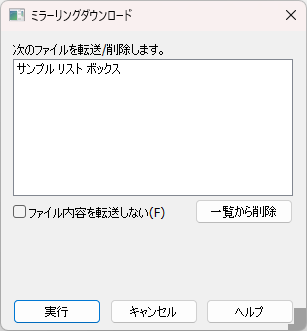 ミラーリングダウンロード
次のファイルを転送/削除します。
サンプル リスト ボックス
ファイル内容を転送しない(F)
一覧から削除
実行
キャンセル
ヘルプ